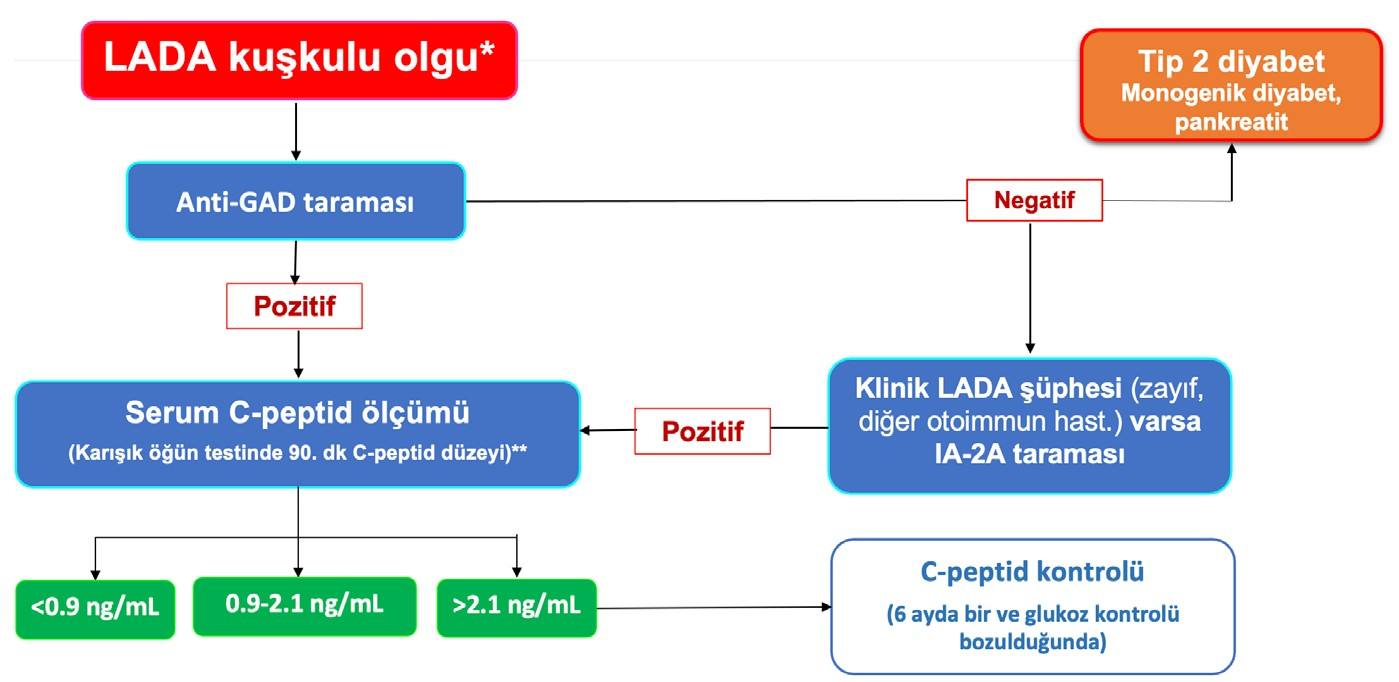 LADA kuşkulu olgu*
Tip 2 diyabet
Monogenik diyabet,
pankreatit
Anti-GAD taraması
Negatif
Pozitif
Serum C-peptid ölçümü
(Karışık öğün testinde 90. dk C-peptid düzeyi)**
Pozitif
Klinik LADA şüphesi (zayıf,
diğer otoimmun hast.) varsa
IA-2A taraması
<0.9 ng/mL
0.9-2.1 ng/mL
>2.1 ng/mL
C-peptid kontrolü
(6 ayda bir ve glukoz kontrolü
bozulduğunda)